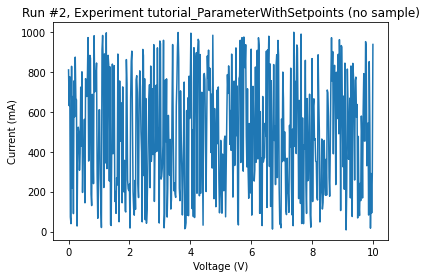 Run #2, Experiment tutorial_ParameterWithSetpoints (no sample)
1000
800
600
400
200
0
Current (mA)
0 2 4 6 8 10
Voltage (V)